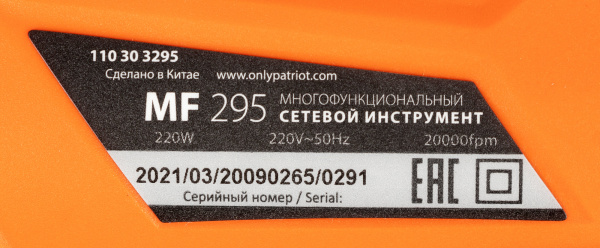 110 303 3295
Сделано в Китае www.onlypatriot.com
MF 295 МНОГОФУНКЦИОНАЛЬНЫЙ
СЕТЕВОЙ ИНСТРУМЕНТ
220W 220V~50Hz 20000fpm
2021/03/20090265/0291
Серийный номер / Serial:
EAC